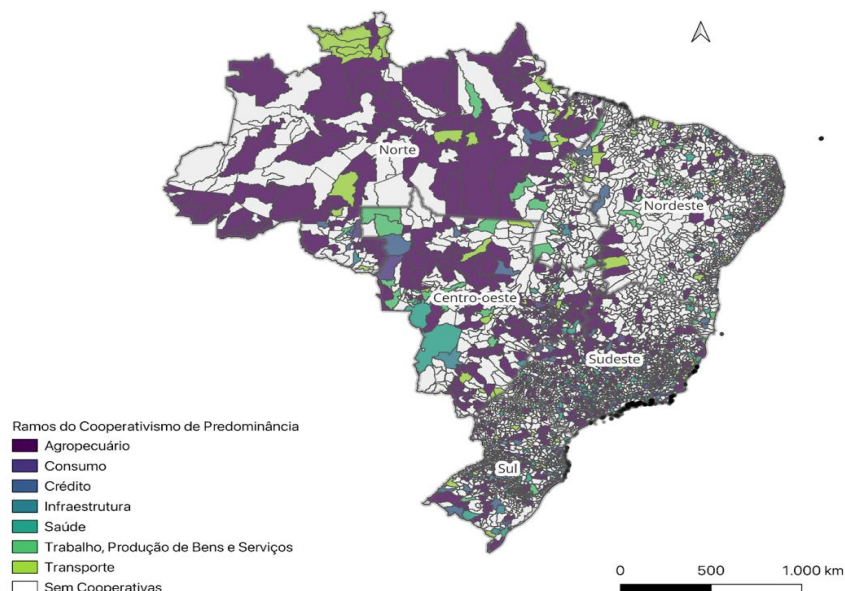 Norte
Nordeste
Centro-oeste
Sudeste
Sul
Ramos do Cooperativismo de Predominância
Agropecuário
Consumo
Crédito
Infraestrutura
Saúde
Trabalho, Produção de Bens e Serviços
Transporte
Sem Cooperativas
0 500 1.000 km